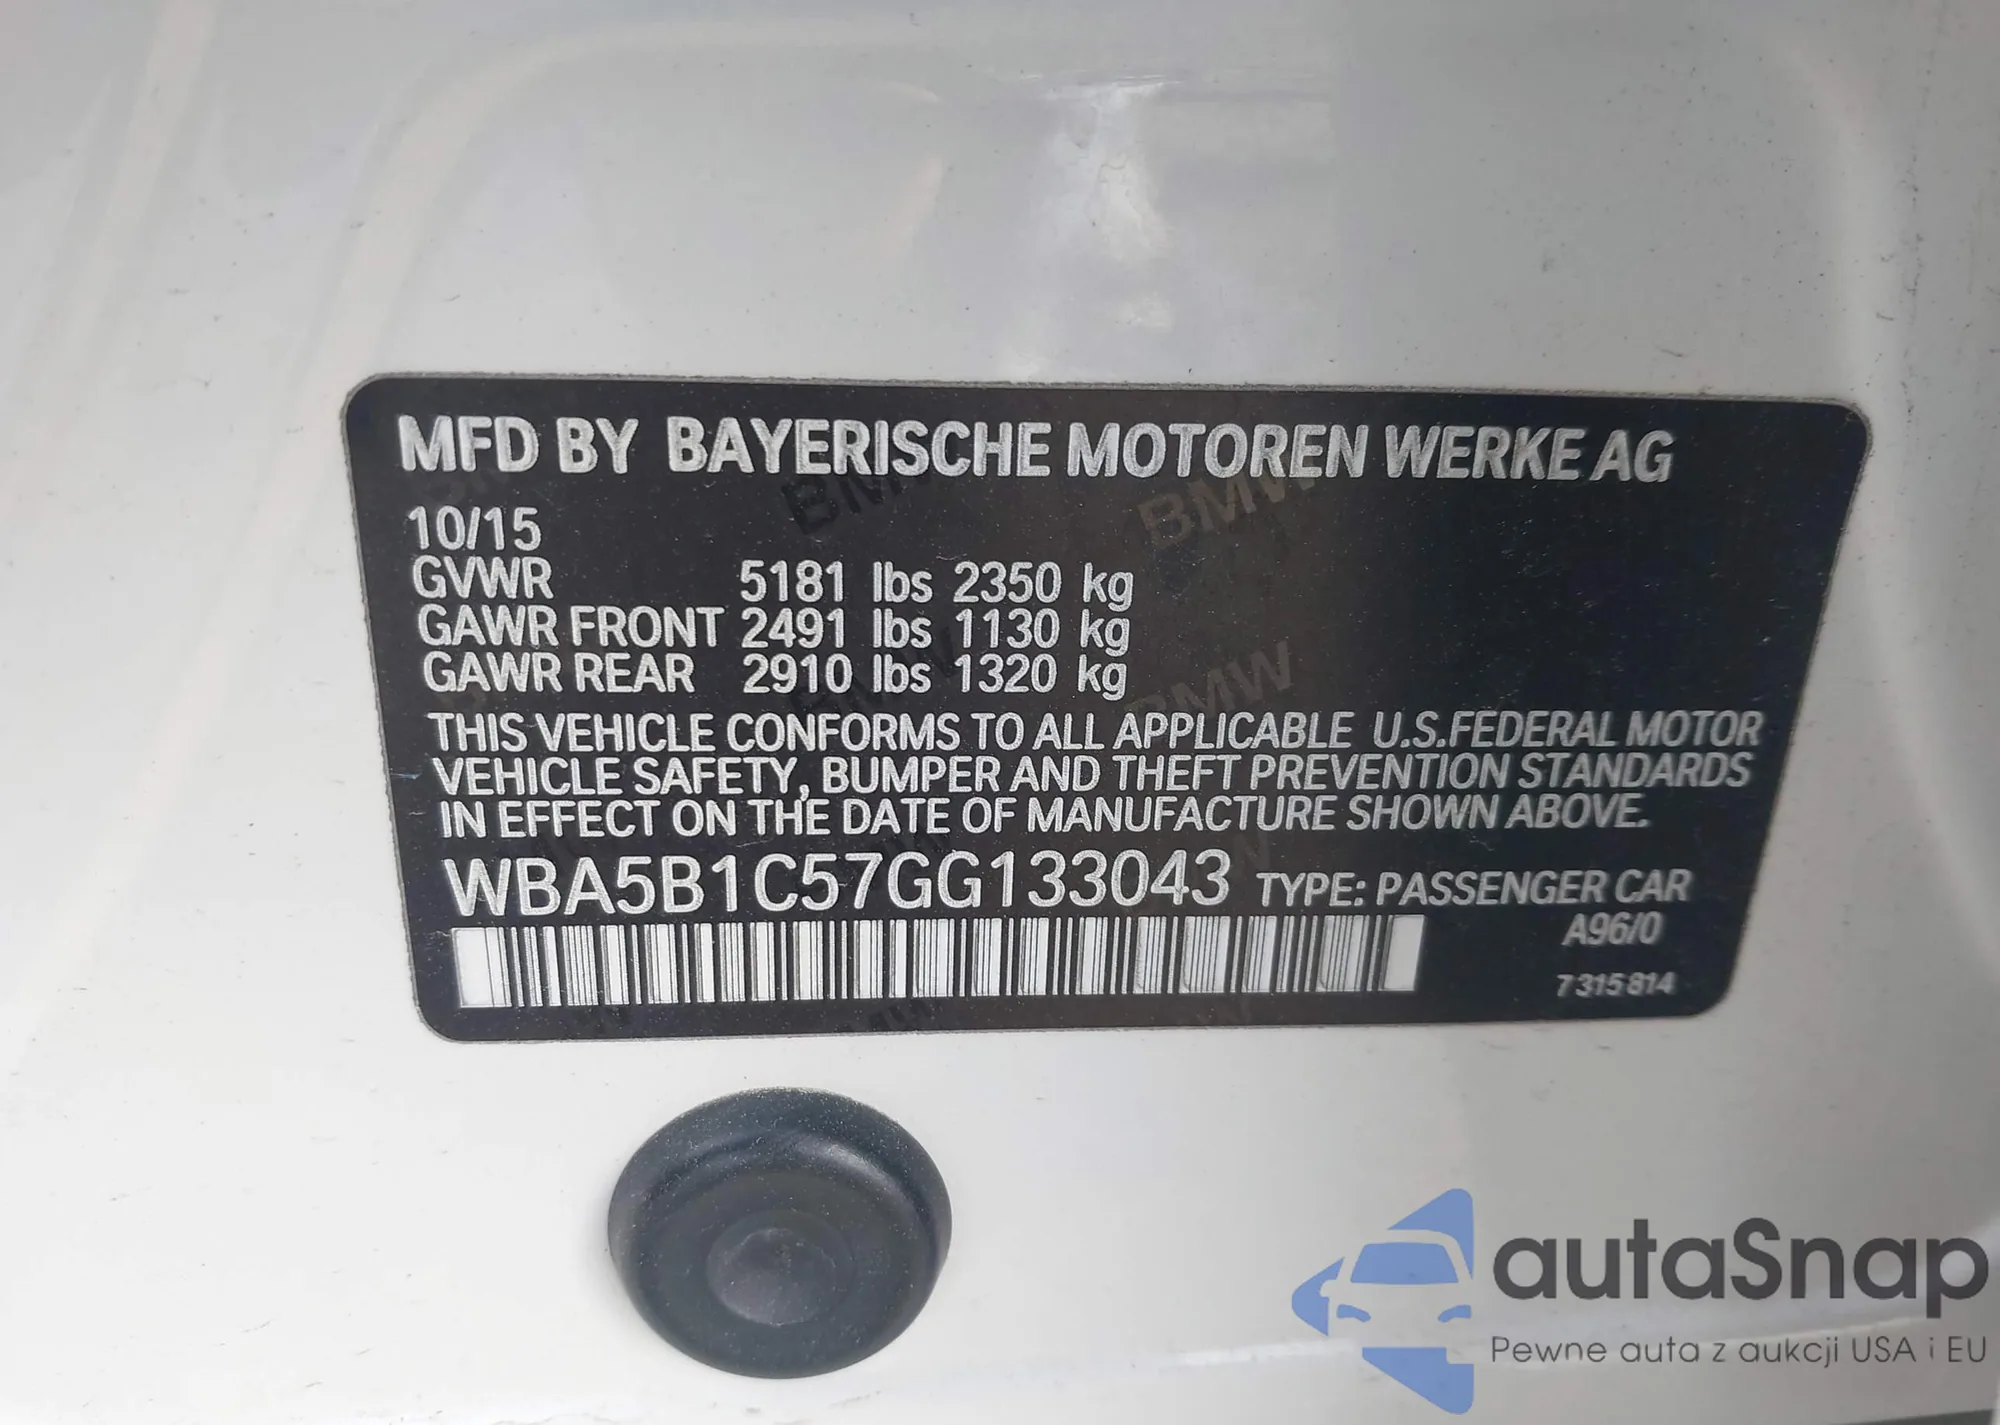 MFD BY BAYERISCHE MOTOREN WERKE AG
10/15
GVWR 5181 lbs 2350 kg
GAWR FRONT 2491 lbs 1130 kg
GAWR REAR 2910 lbs 1320 kg
THIS VEHICLE CONFORMS TO ALL APPLICABLE U.S.FEDERAL MOTOR
VEHICLE SAFETY, BUMPER AND THEFT PREVENTION STANDARDS
IN EFFECT ON THE DATE OF MANUFACTURE SHOWN ABOVE.
WBA5B1C57GG133043 TYPE: PASSENGER CAR
A96/0
7 315 814
BMW
BMW
BMW
autaSnap
Pewne auta z aukcji USA i EU